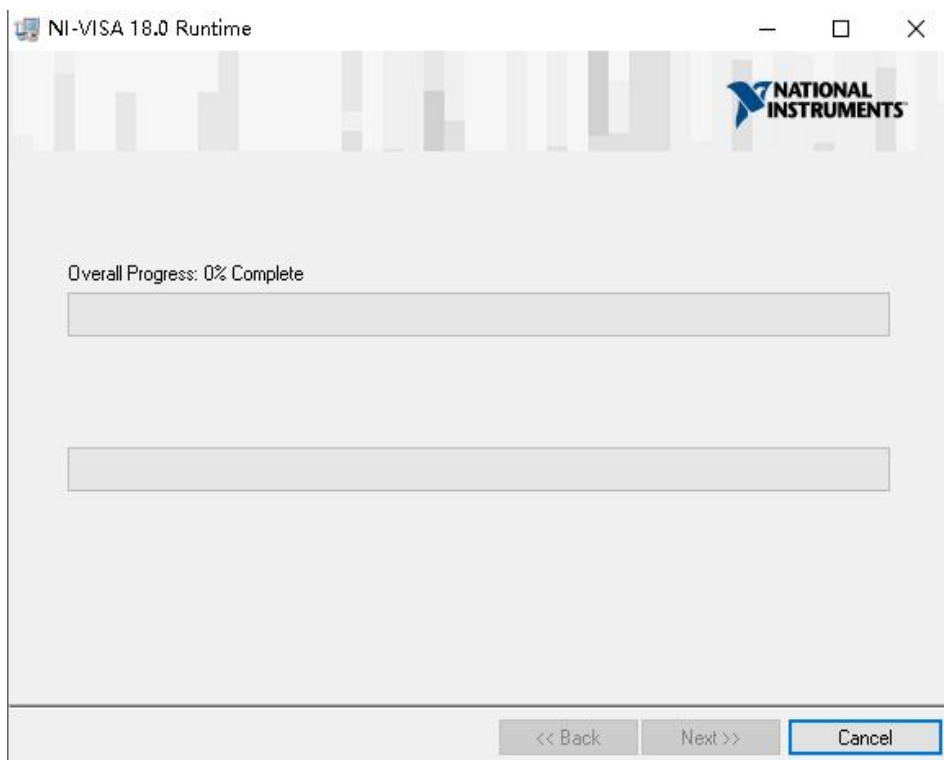 NI-VISA 18.0 Runtime
NATIONAL
INSTRUMENTS
Overall Progress: 0% Complete
<< Back
Next >>
Cancel